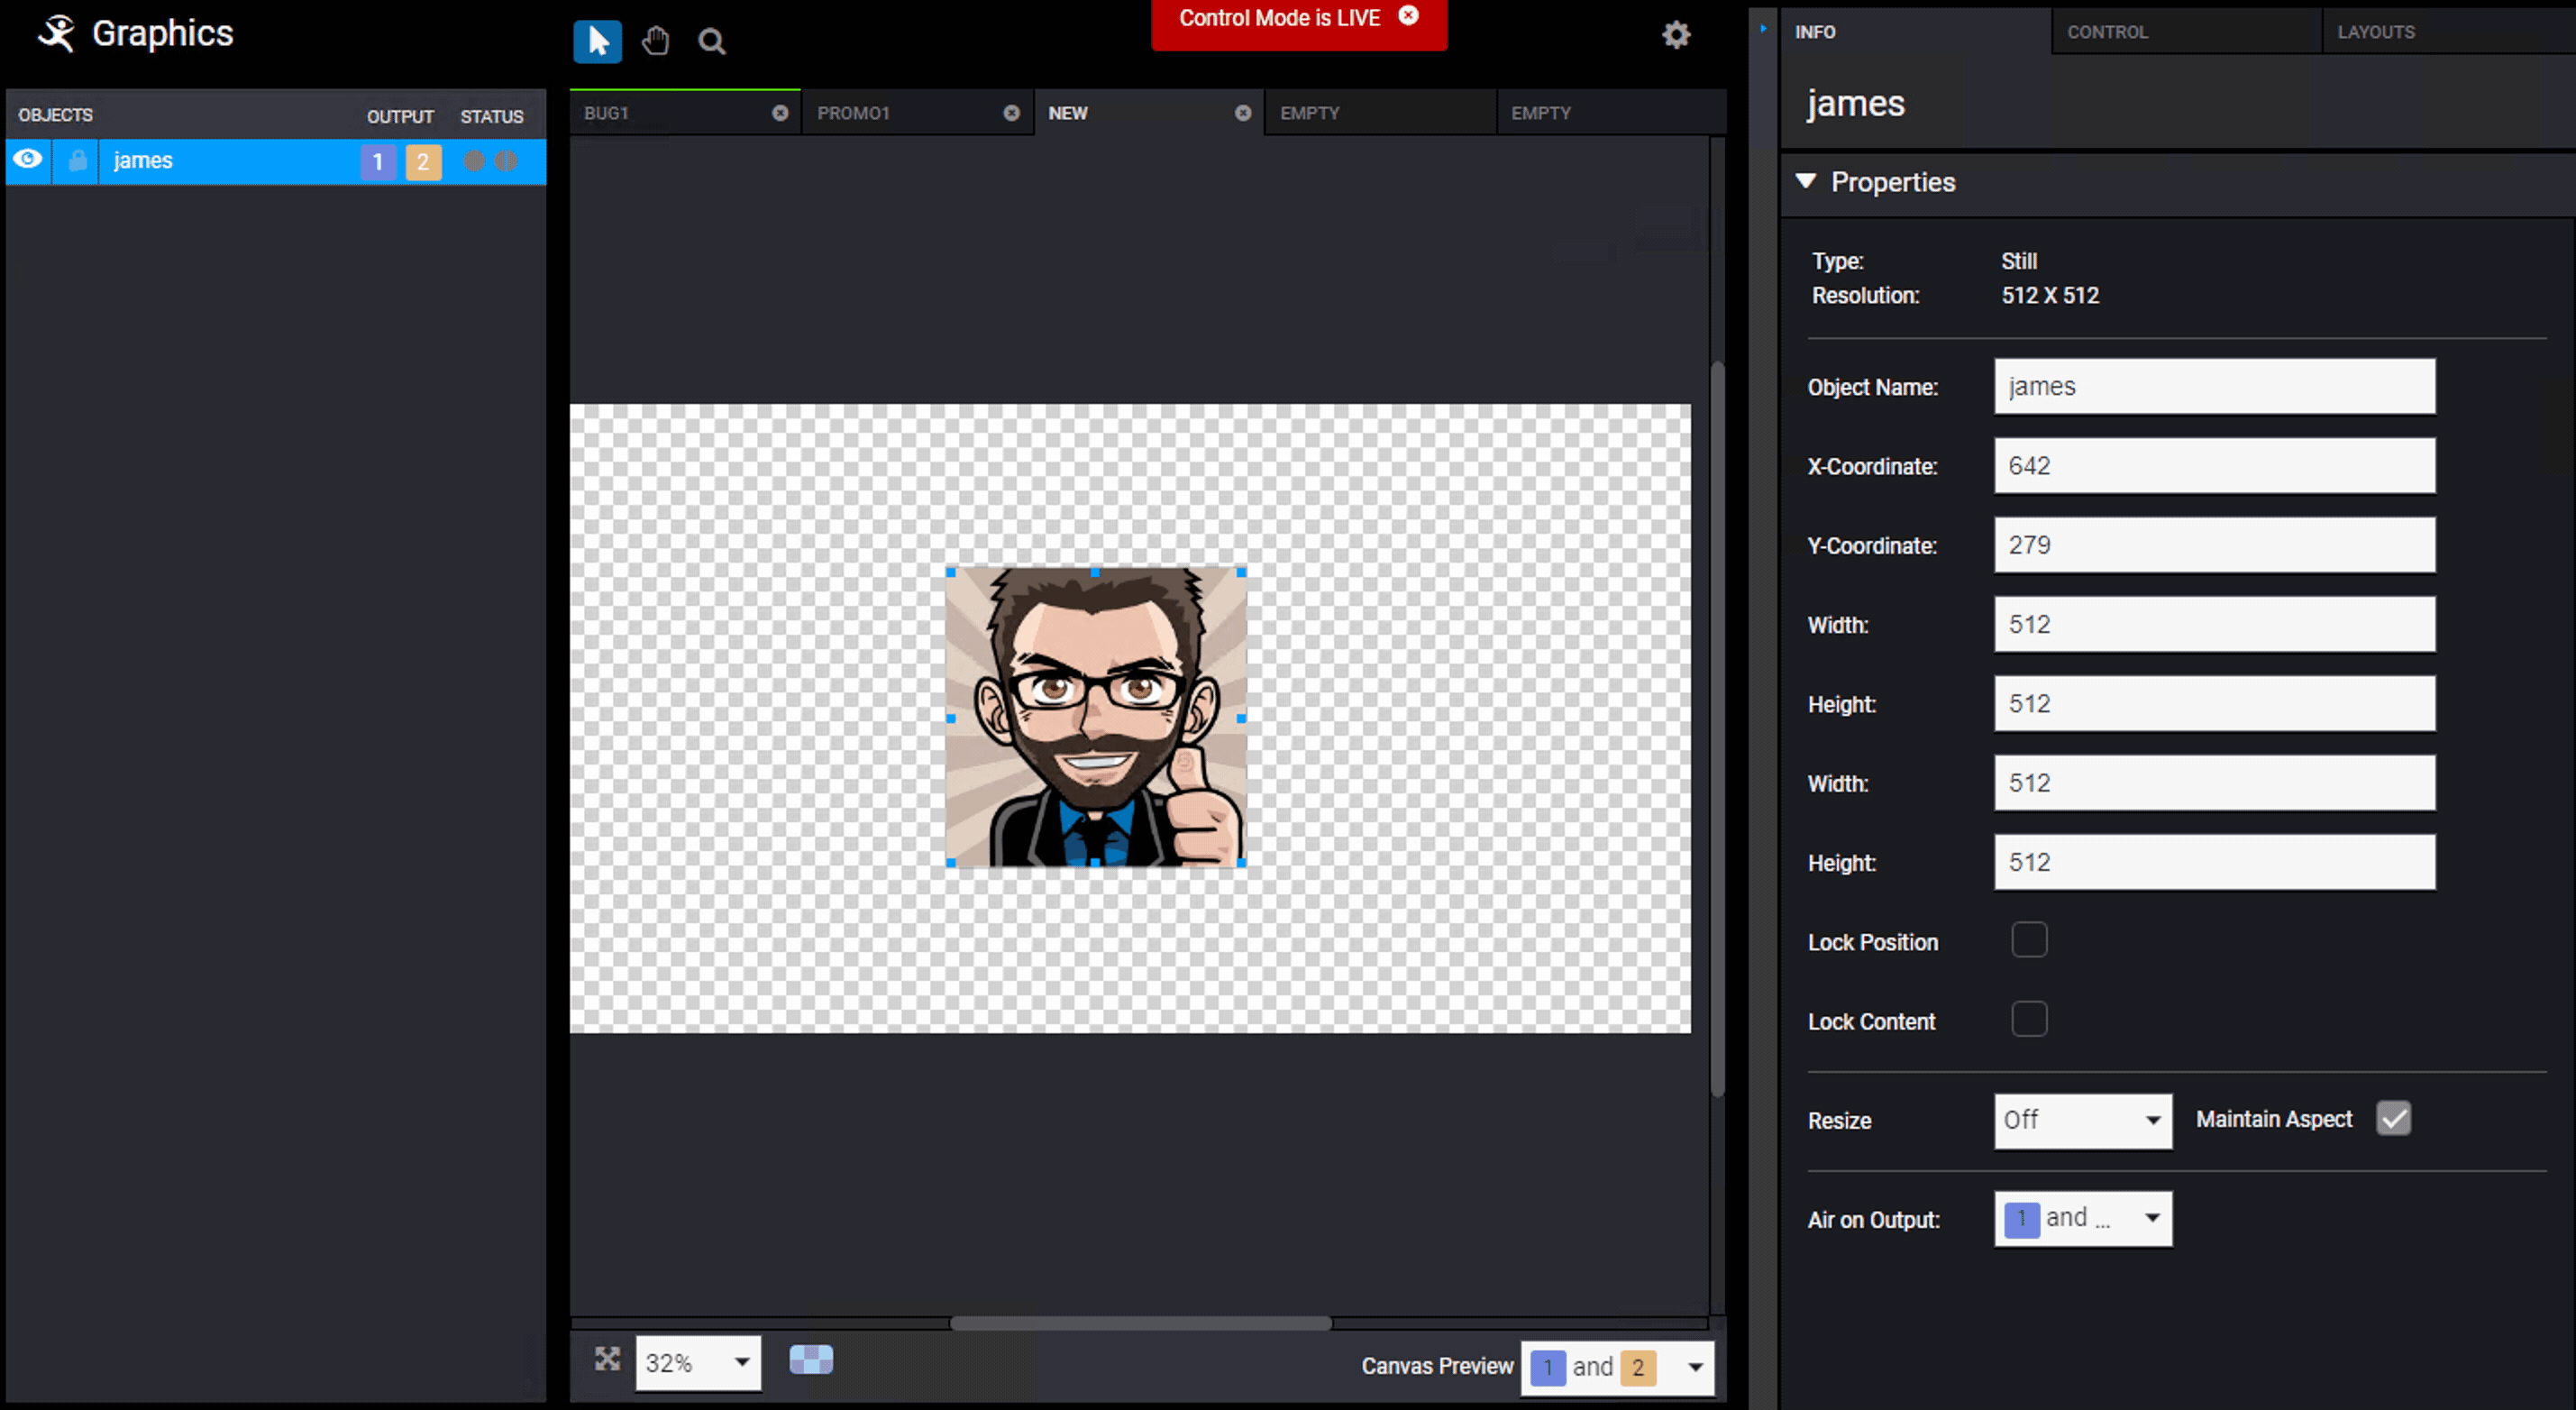 Graphics
Control Mode is LIVE
OBJECTS OUTPUT STATUS
james 1 2
BUG1 PROMO1 NEW EMPTY EMPTY
32% Canvas Preview 1 and 2
INFO CONTROL LAYOUTS
james
Properties
Type: Still
Resolution: 512 X 512
Object Name: james
X-Coordinate: 642
Y-Coordinate: 279
Width: 512
Height: 512
Width: 512
Height: 512
Lock Position
Lock Content
Resize Off Maintain Aspect
Air on Output: 1 and ...